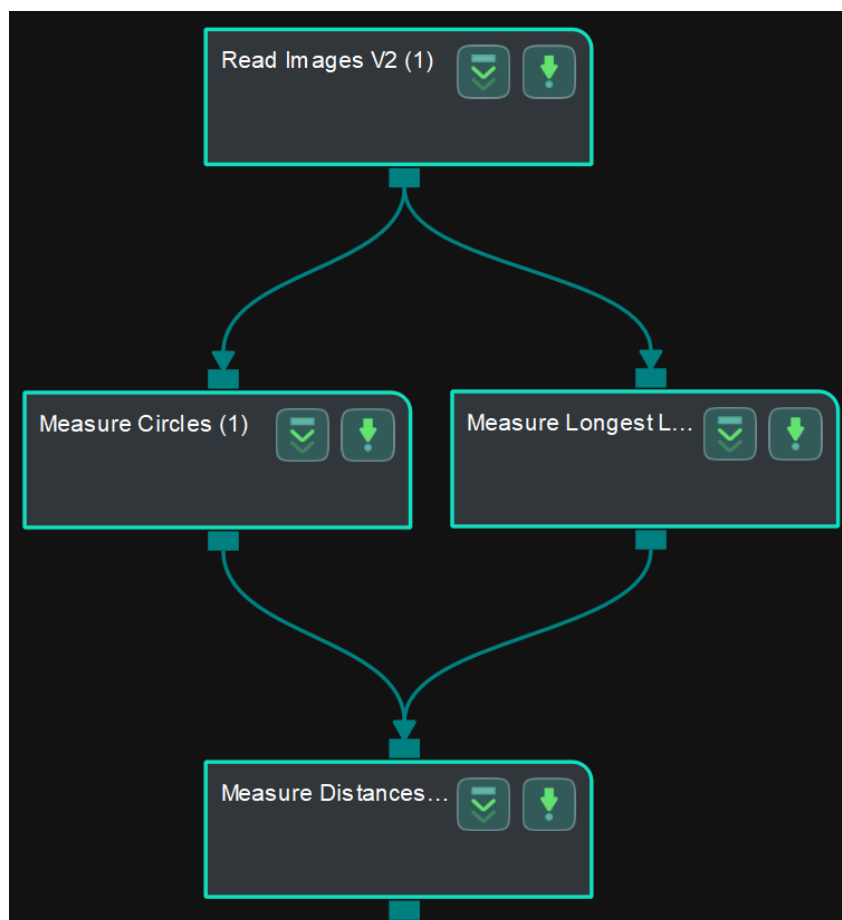 Read Images V2 (1)
Measure Circles (1)
Measure Longest L...
Measure Distances...